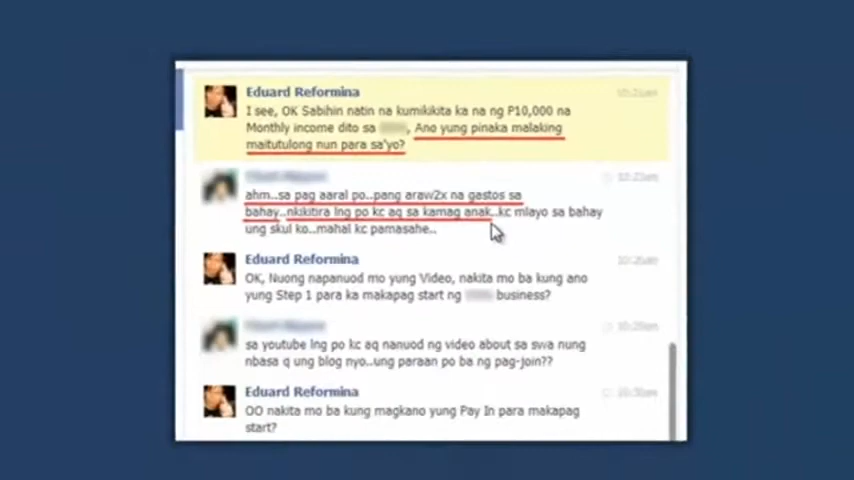 Eduard Reformina
I see, OK Sabihin natin na kumikikita ka na ng P10,000 na
Monthly income dito sa , Ano yung pinaka malaking
maitutulong nun para sa'yo?
ahm..sa pag aaral po..pang araw2x na gastos sa
bahay..nkikitira lng po kc aq sa kamag anak..kc mlayo sa bahay
ung skul ko..mahal kc pamasahe..
Eduard Reformina
OK, Nuong napanuod mo yung Video, nakita mo ba kung ano
yung Step 1 para ka makapag start ng business?
sa youtube lng po kc aq nanuod ng video about sa swa nung
nbasa q ung blog nyo..ung paraan po ba ng pag-join??
Eduard Reformina
OO nakita mo ba kung magkano yung Pay In para makapag
start?